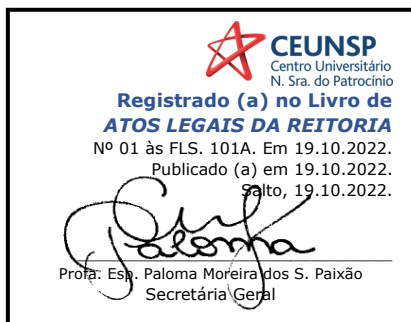 CEUNSP
Centro Universitário
N. Sra. do Patrocínio
Registrado (a) no Livro de
ATOS LEGAIS DA REITORIA
Nº 01 às FLS. 101A. Em 19.10.2022.
Publicado (a) em 19.10.2022.
Salto, 19.10.2022.
Paloma
Profa. Esp. Paloma Moreira dos S. Paixão
Secretária Geral